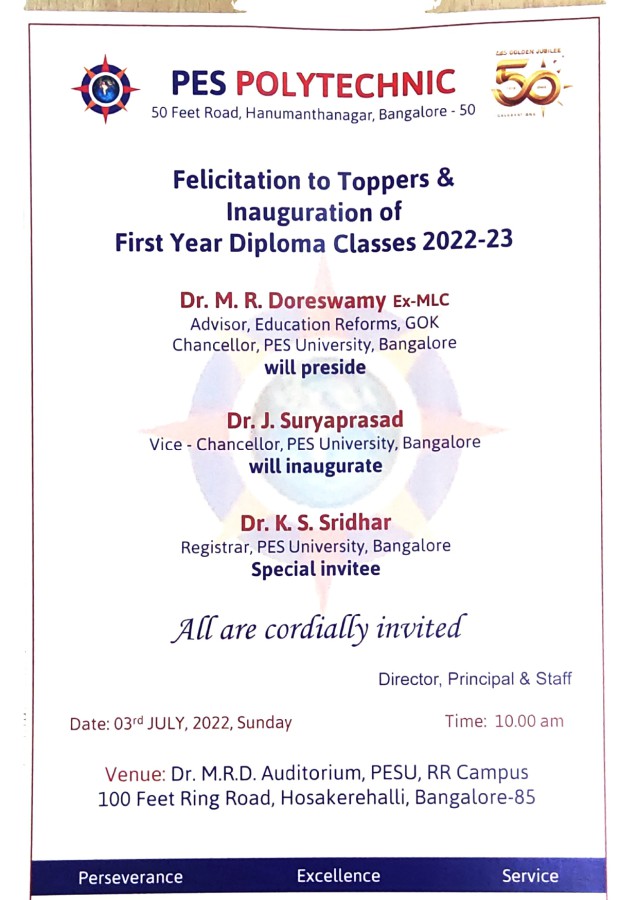 PES POLYTECHNIC
50 Feet Road, Hanumanthanagar, Bangalore - 50
PES GOLDEN JUBILEE
50
Felicitation to Toppers &
Inauguration of
First Year Diploma Classes 2022-23
Dr. M. R. Doreswamy Ex-MLC
Advisor, Education Reforms, GOK
Chancellor, PES University, Bangalore
will preside
Dr. J. Suryaprasad
Vice - Chancellor, PES University, Bangalore
will inaugurate
Dr. K. S. Sridhar
Registrar, PES University, Bangalore
Special invitee
All are cordially invited
Director, Principal & Staff
Date: 03rd JULY, 2022, Sunday Time: 10.00 am
Venue: Dr. M.R.D. Auditorium, PESU, RR Campus
100 Feet Ring Road, Hosakerehalli, Bangalore-85
Perseverance Excellence Service